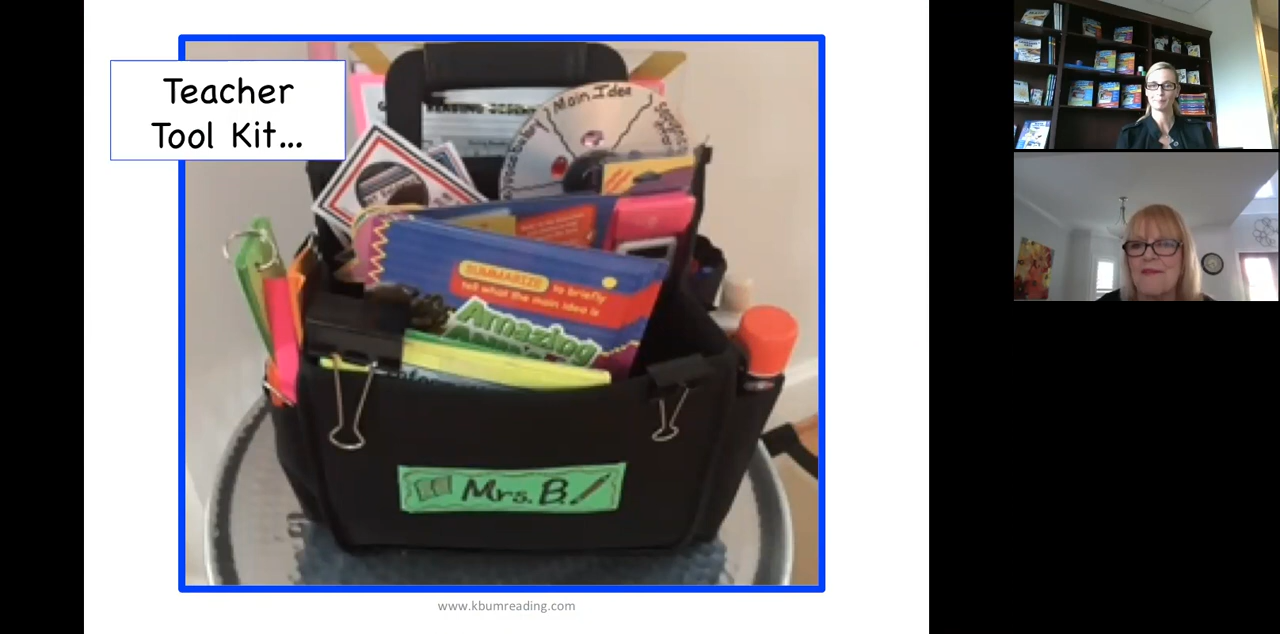 Teacher
Tool Kit...
Main Idea
Vocabulary
SUMMARIZE to briefly
tell what the main idea is
Amazing
Mrs. B.
www.kbumreading.com